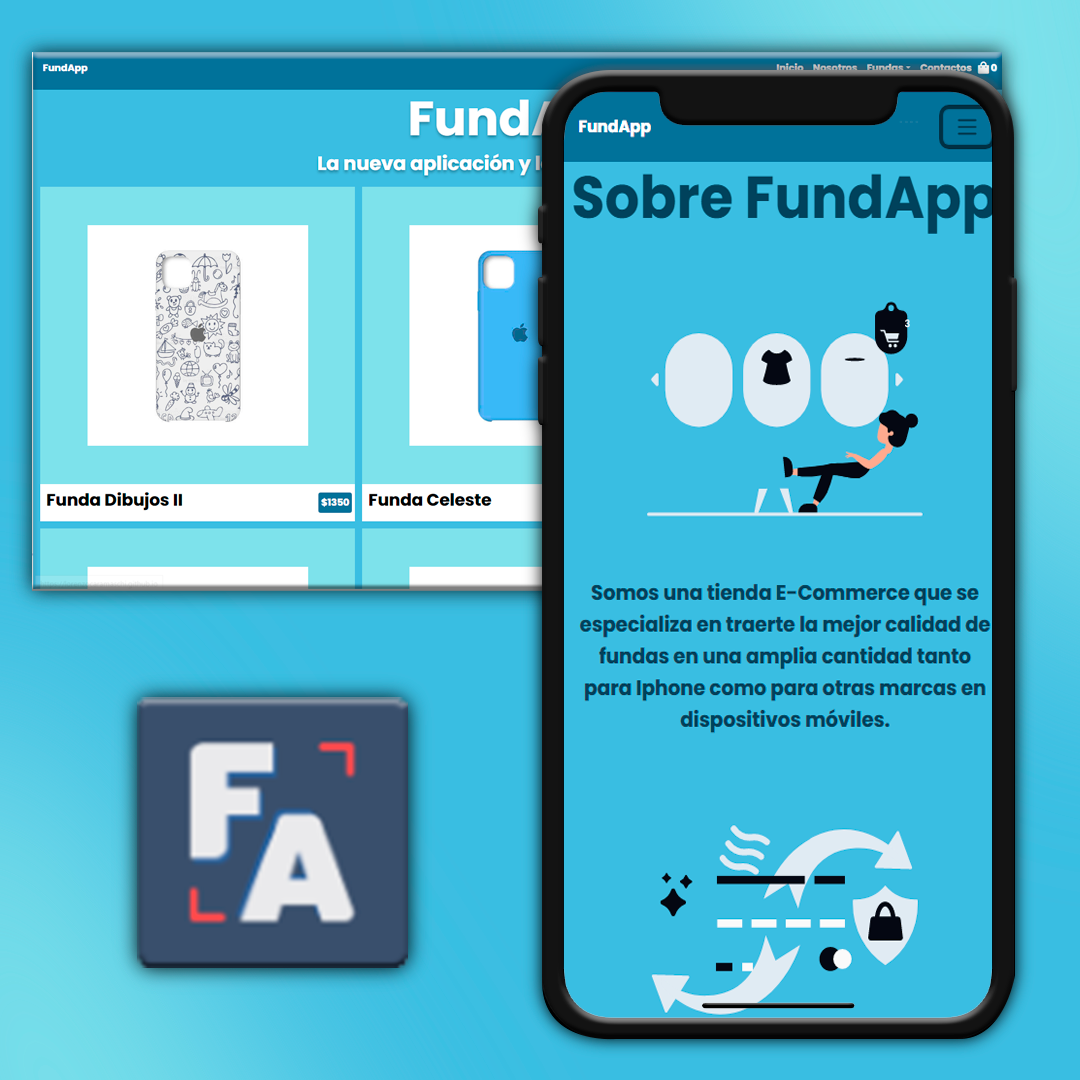 FundApp
Inicio Nosotros Fundas Contactos 0
FundA
La nueva aplicación y l
Funda Dibujos II
$1350
Funda Celeste
FundApp
Sobre FundApp
3
Somos una tienda E-Commerce que se
especializa en traerte la mejor calidad de
fundas en una amplia cantidad tanto
para Iphone como para otras marcas en
dispositivos móviles.
FA